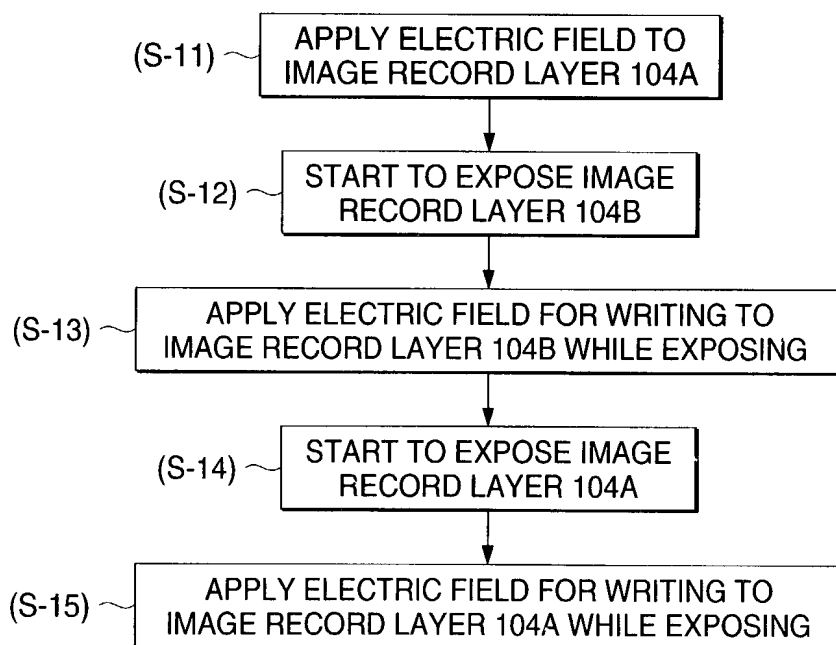 (S-11)
APPLY ELECTRIC FIELD TO
IMAGE RECORD LAYER 104A
(S-12)
START TO EXPOSE IMAGE
RECORD LAYER 104B
(S-13)
APPLY ELECTRIC FIELD FOR WRITING TO
IMAGE RECORD LAYER 104B WHILE EXPOSING
(S-14)
START TO EXPOSE IMAGE
RECORD LAYER 104A
(S-15)
APPLY ELECTRIC FIELD FOR WRITING TO
IMAGE RECORD LAYER 104A WHILE EXPOSING